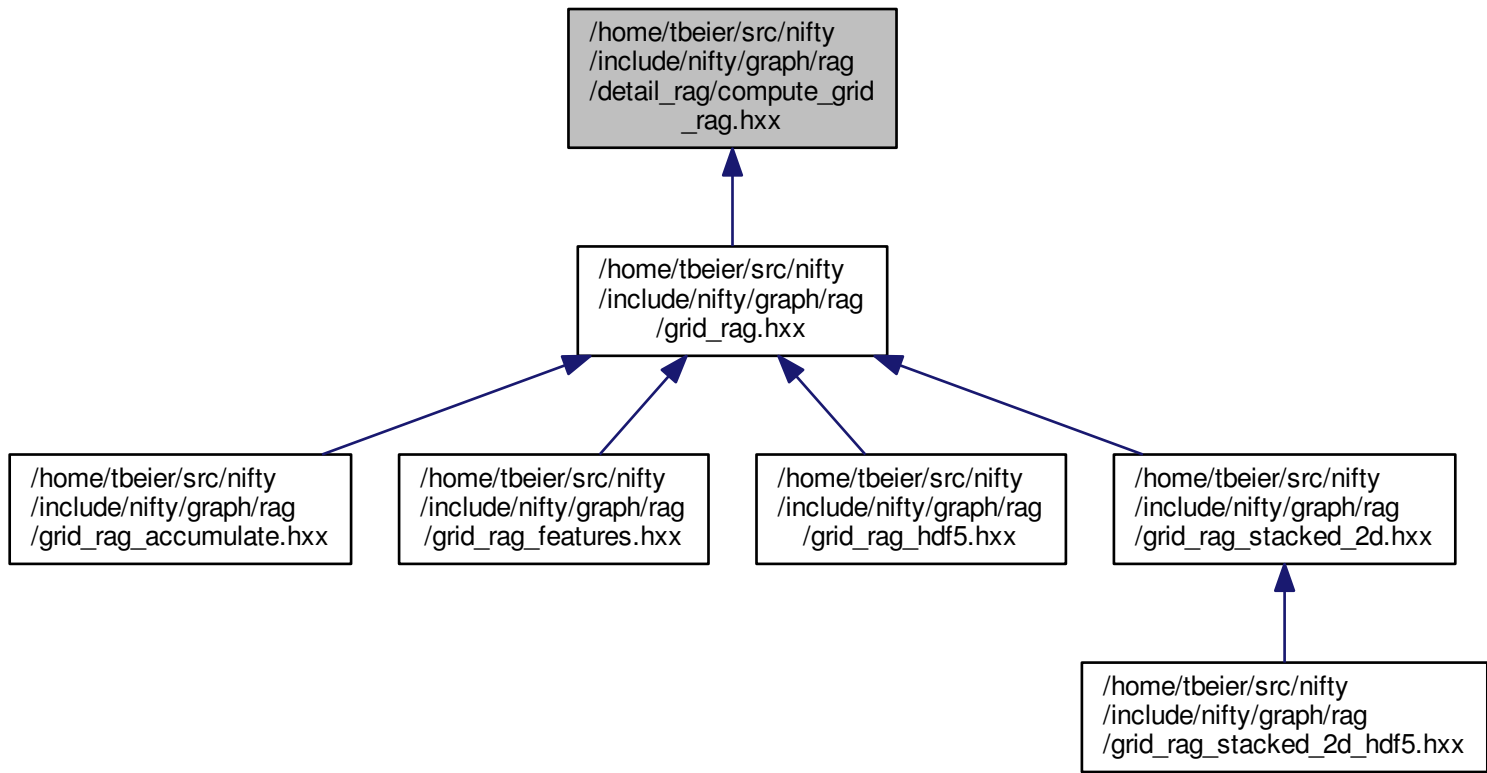 /home/tbeier/src/nifty
/include/nifty/graph/rag
/detail_rag/compute_grid
_rag.hxx
/home/tbeier/src/nifty
/include/nifty/graph/rag
/grid_rag.hxx
/home/tbeier/src/nifty
/include/nifty/graph/rag
/grid_rag_accumulate.hxx
/home/tbeier/src/nifty
/include/nifty/graph/rag
/grid_rag_features.hxx
/home/tbeier/src/nifty
/include/nifty/graph/rag
/grid_rag_hdf5.hxx
/home/tbeier/src/nifty
/include/nifty/graph/rag
/grid_rag_stacked_2d.hxx
/home/tbeier/src/nifty
/include/nifty/graph/rag
/grid_rag_stacked_2d_hdf5.hxx